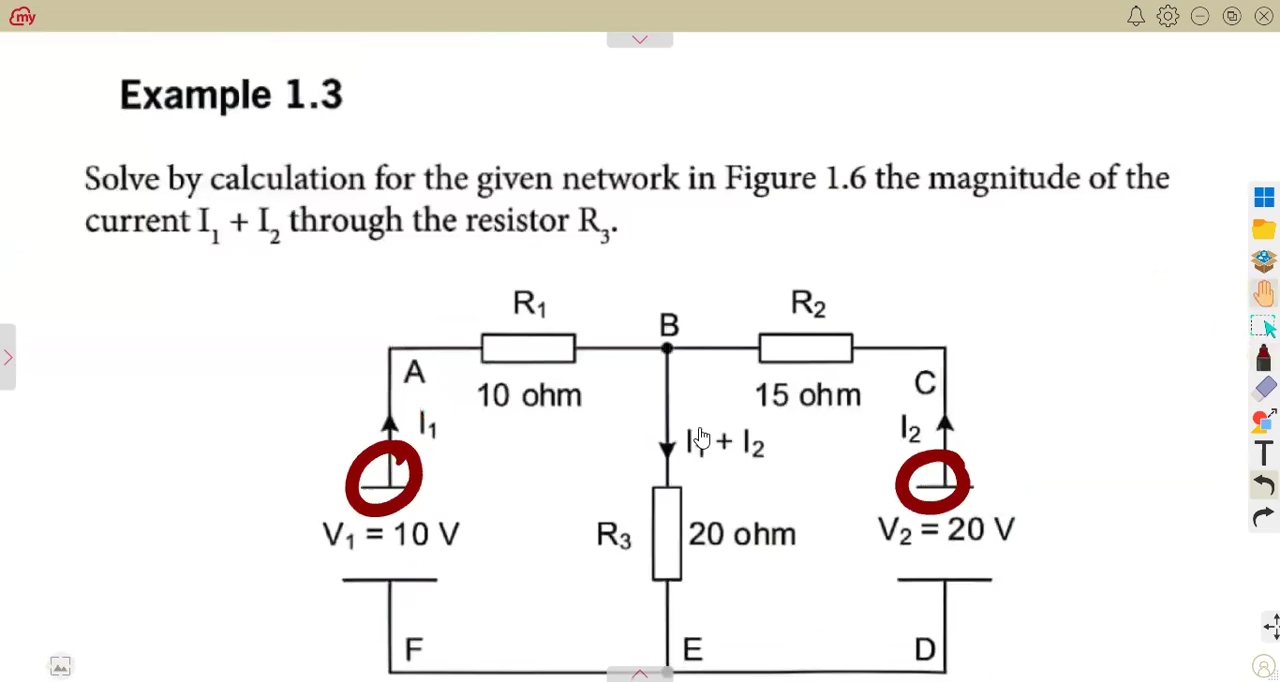 my
Example 1.3
Solve by calculation for the given network in Figure 1.6 the magnitude of the
current I₁ + I₂ through the resistor R₃.
R₁
B
R₂
A
10 ohm
15 ohm
C
I₁
I₁ + I₂
I₂
V₁ = 10 V
R₃
20 ohm
V₂ = 20 V
F
E
D
T